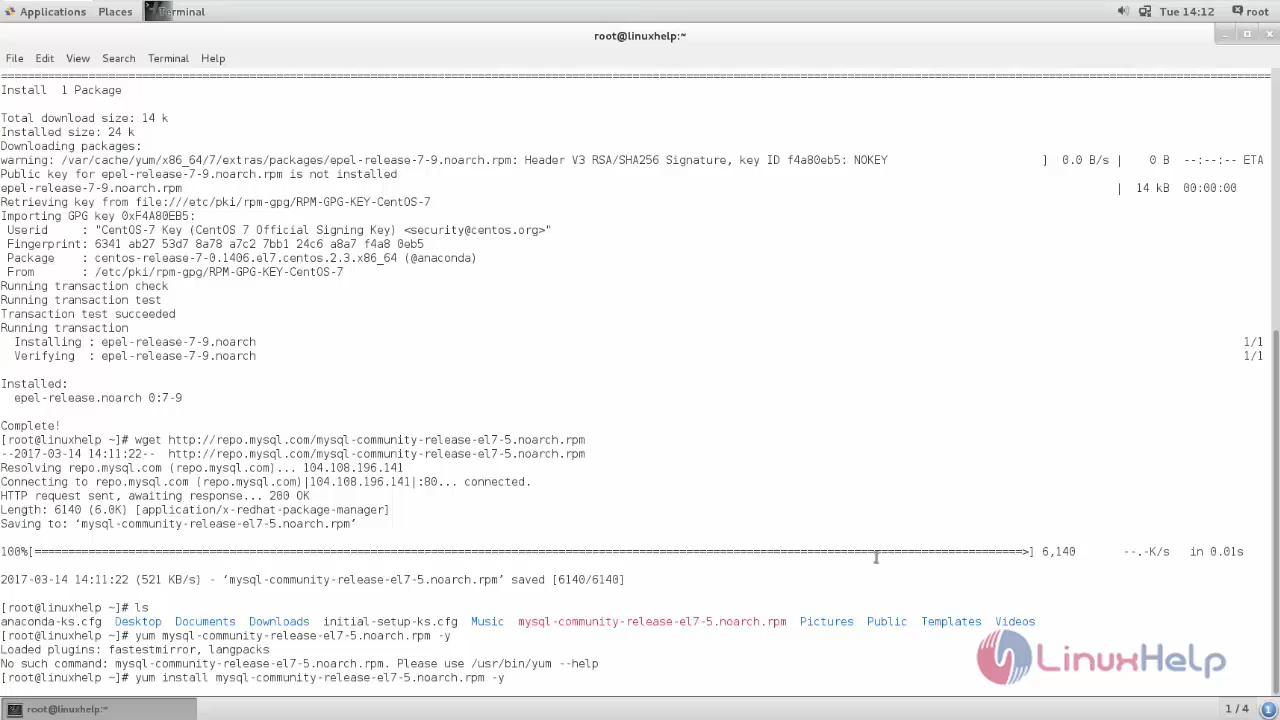 Applications Places Terminal Tue 14:12 root
root@linuxhelp:~
File Edit View Search Terminal Help
================================================================================
Install  1 Package
Total download size: 14 k
Installed size: 24 k
Downloading packages:
warning: /var/cache/yum/x86_64/7/extras/packages/epel-release-7-9.noarch.rpm: Header V3 RSA/SHA256 Signature, key ID f4a80eb5: NOKEY ] 0.0 B/s | 0 B --:--:-- ETA
Public key for epel-release-7-9.noarch.rpm is not installed
epel-release-7-9.noarch.rpm | 14 kB 00:00:00
Retrieving key from file:///etc/pki/rpm-gpg/RPM-GPG-KEY-CentOS-7
Importing GPG key 0xF4A80EB5:
Userid : "CentOS-7 Key (CentOS 7 Official Signing Key) <security@centos.org>"
Fingerprint: 6341 ab27 53d7 8a78 a7c2 7bb1 24c6 a8a7 f4a8 0eb5
Package : centos-release-7-0.1406.el7.centos.2.3.x86_64 (@anaconda)
From : /etc/pki/rpm-gpg/RPM-GPG-KEY-CentOS-7
Running transaction check
Running transaction test
Transaction test succeeded
Running transaction
Installing : epel-release-7-9.noarch 1/1
Verifying : epel-release-7-9.noarch 1/1
Installed:
epel-release.noarch 0:7-9
Complete!
[root@linuxhelp ~]# wget http://repo.mysql.com/mysql-community-release-el7-5.noarch.rpm
--2017-03-14 14:11:22-- http://repo.mysql.com/mysql-community-release-el7-5.noarch.rpm
Resolving repo.mysql.com (repo.mysql.com)... 104.108.196.141
Connecting to repo.mysql.com (repo.mysql.com)|104.108.196.141|:80... connected.
HTTP request sent, awaiting response... 200 OK
Length: 6140 (6.0K) [application/x-redhat-package-manager]
Saving to: ‘mysql-community-release-el7-5.noarch.rpm’
100%[======================================================================>] 6,140 --.-K/s in 0.01s
2017-03-14 14:11:22 (521 KB/s) - ‘mysql-community-release-el7-5.noarch.rpm’ saved [6140/6140]
[root@linuxhelp ~]# ls
anaconda-ks.cfg Desktop Documents Downloads initial-setup-ks.cfg Music mysql-community-release-el7-5.noarch.rpm Pictures Public Templates Videos
[root@linuxhelp ~]# yum mysql-community-release-el7-5.noarch.rpm -y
Loaded plugins: fastestmirror, langpacks
No such command: mysql-community-release-el7-5.noarch.rpm. Please use /usr/bin/yum --help
[root@linuxhelp ~]# yum install mysql-community-release-el7-5.noarch.rpm -y
LinuxHelp
root@linuxhelp:~ 1 / 4 1